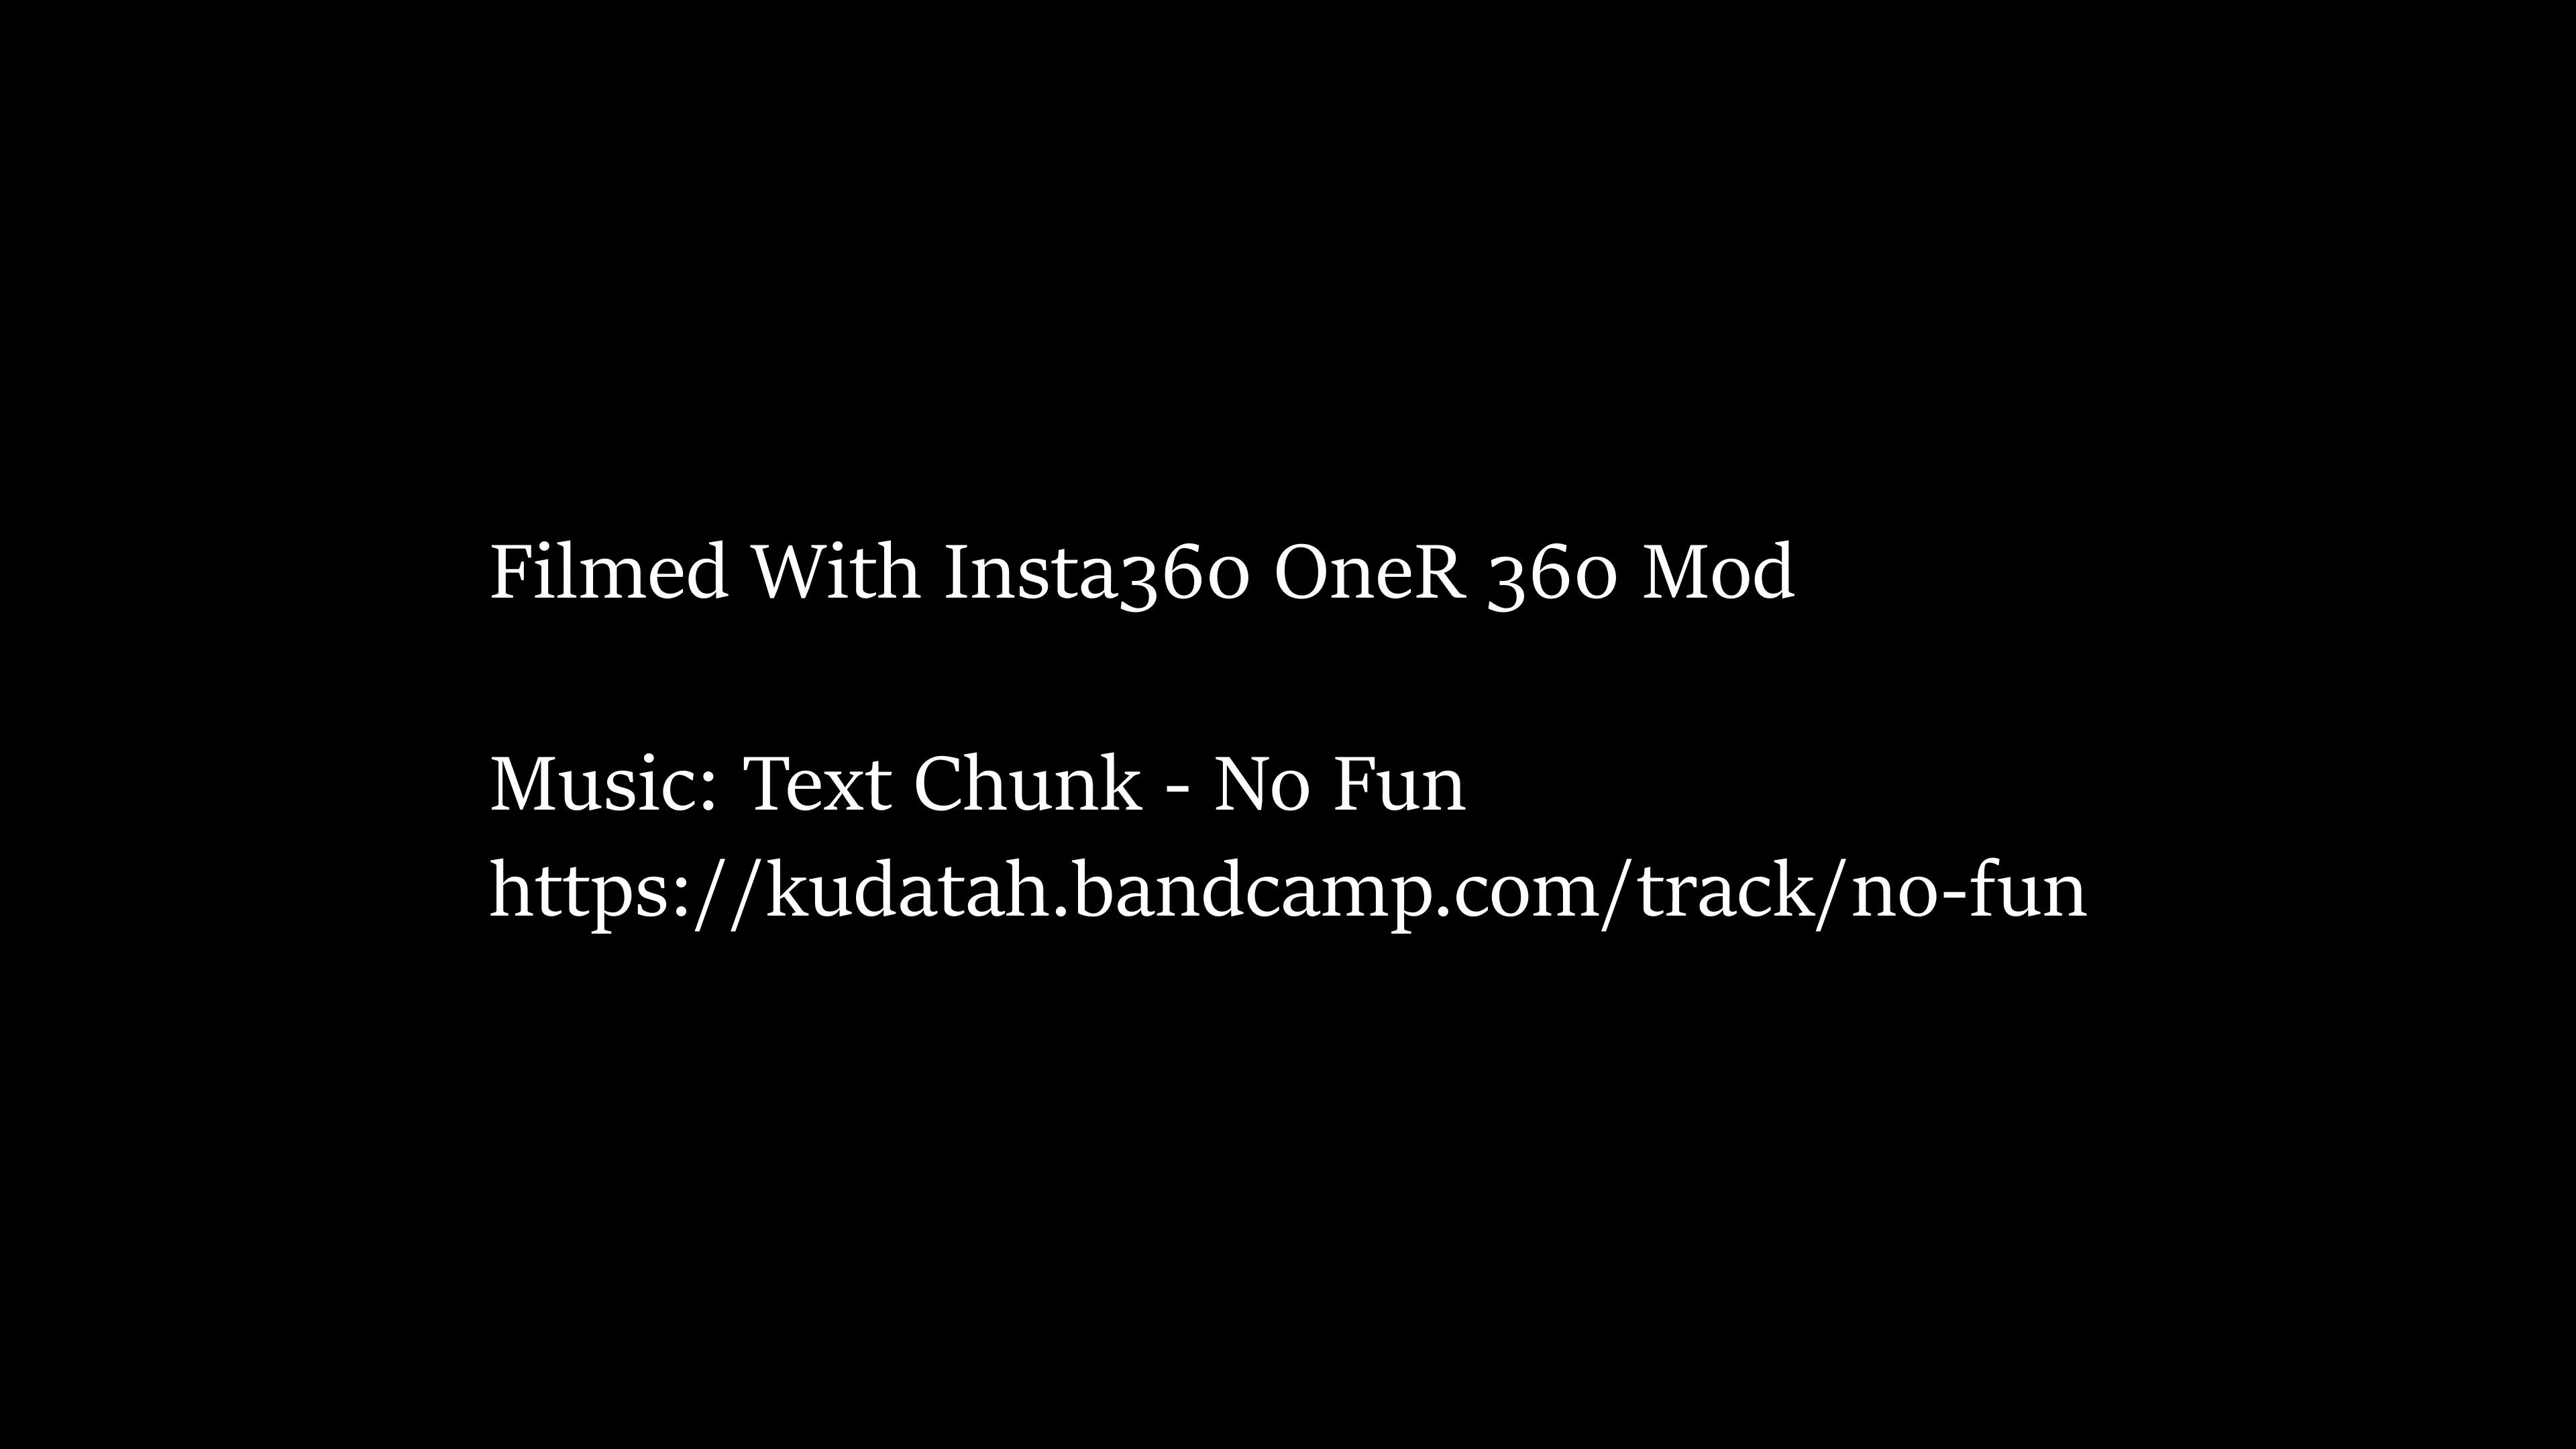 Filmed With Insta360 OneR 360 Mod
Music: Text Chunk - No Fun
https://kudatah.bandcamp.com/track/no-fun